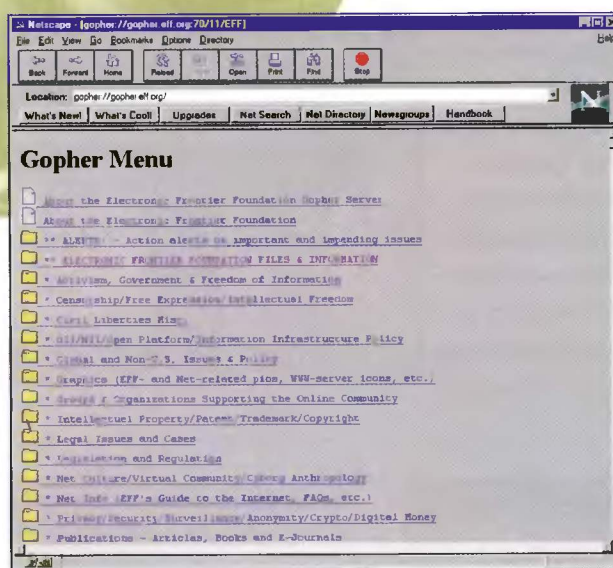 Netscape - [gopher://gopher.eff.org:70/11/EFF]
File Edit View Go Bookmarks Options Directory Help
Back Forward Home Reload Open Print Find Stop
Location: gopher://gopher.eff.org/
What's New! What's Cool! Upgrades Net Search Net Directory Newsgroups Handbook
Gopher Menu
About the Electronic Frontier Foundation Gopher Server
About the Electronic Frontier Foundation
** ALERTS! - Action alerts on important and impending issues
** ELECTRONIC FRONTIER FOUNDATION FILES & INFORMATION
* Activism, Government & Freedom of Information
* Censorship/Free Expression/Intellectual Freedom
* Civil Liberties Misc.
* GII/NII/Open Platform/Information Infrastructure Policy
* Global and Non-U.S. Issues & Policy
* Graphics (EFF- and Net-related pics, WWW-server icons, etc.)
* Groups & Organizations Supporting the Online Community
* Intellectuel Property/Patent/Trademark/Copyright
* Legal Issues and Cases
* Legislation and Regulation
* Net Culture/Virtual Community/Cyborg Anthropology
* Net Info (EFF's Guide to the Internet, FAQs, etc.)
* Privacy/Security/Surveillance/Anonymity/Crypto/Digital Money
* Publications - Articles, Books and E-Journals